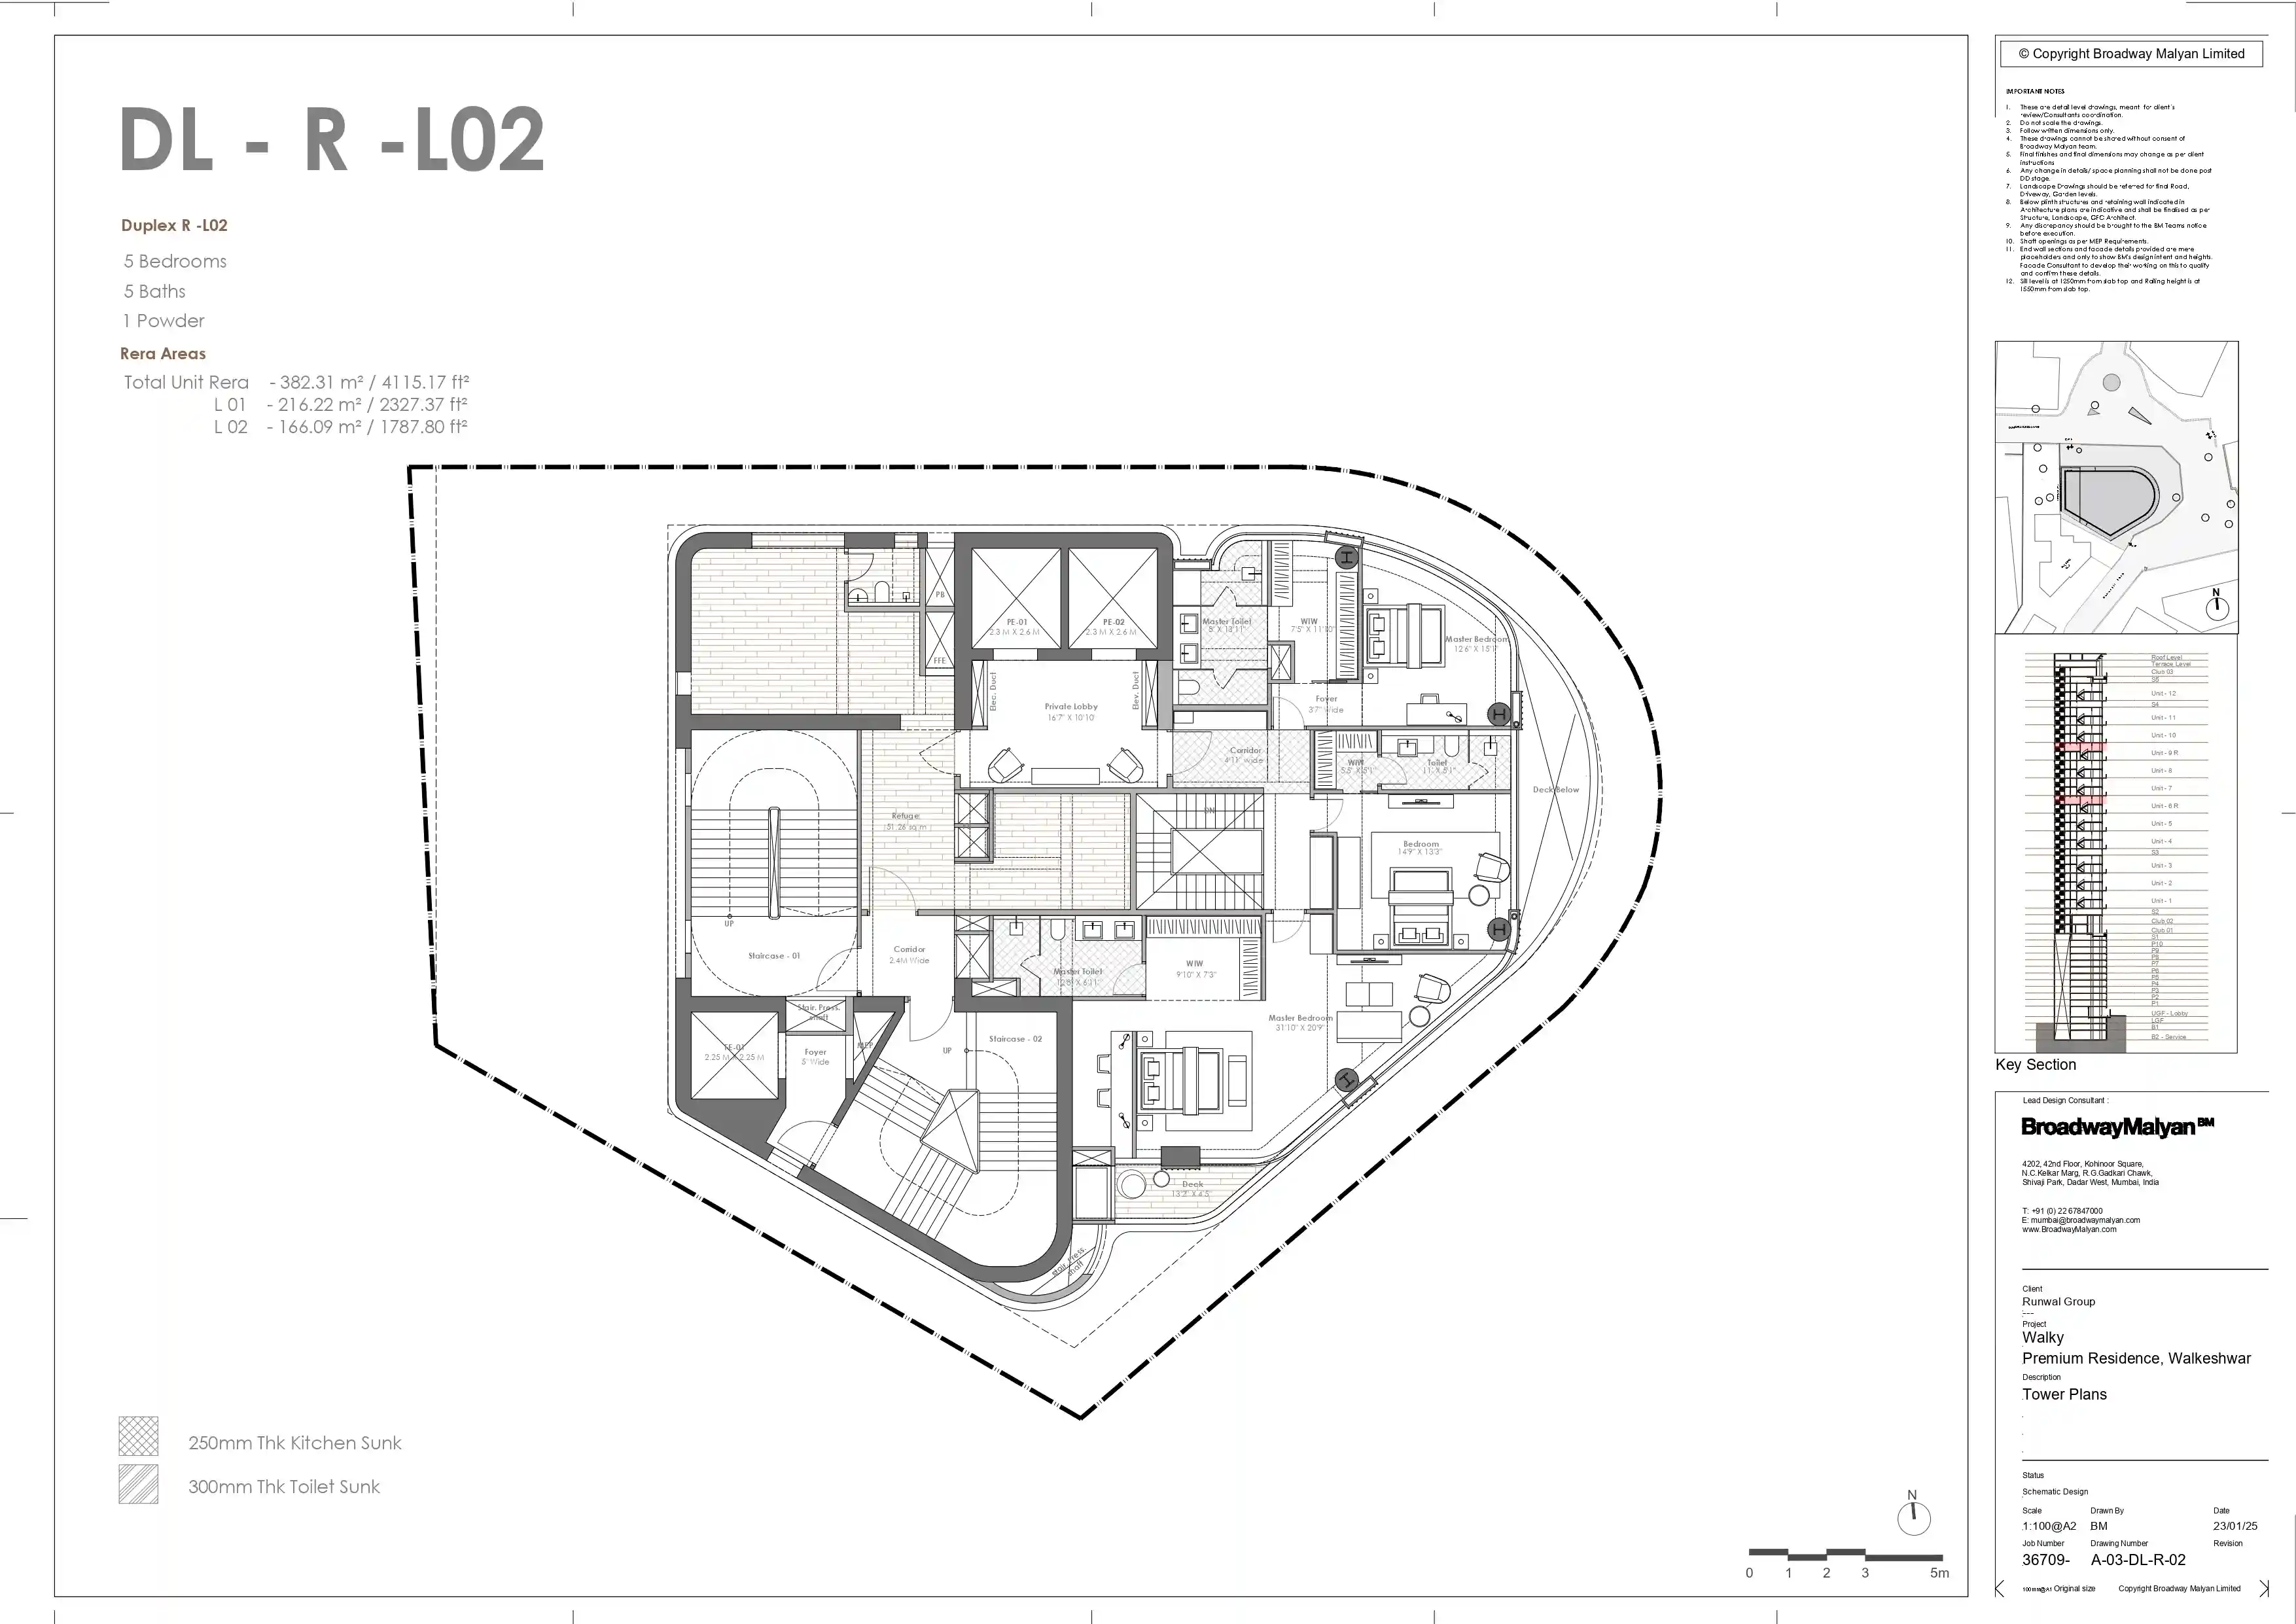 DL - R -L02
Duplex R -L02
5 Bedrooms
5 Baths
1 Powder
Rera Areas
Total Unit Rera - 382.31 m² / 4115.17 ft²
L 01 - 216.22 m² / 2327.37 ft²
L 02 - 166.09 m² / 1787.80 ft²
PB
FFE
PE-01
2.3 M X 2.6 M
PE-02
2.3 M X 2.6 M
Elec. Duct
Elev. Duct
Private Lobby
16'7" X 10'10'
Master Toilet
8' X 13'11"
WIW
7'5" X 11'10"
Master Bedroom
12'6" X 15'1"
Foyer
3'7" Wide
Corridor
4'11" wide
WIW
5'5" X 5'1"
Toilet
11' X 5'1"
Deck Below
Refuge
51.26 sq.m
DN
Bedroom
14'9" X 13'3"
UP
Staircase - 01
Corridor
2.4M Wide
Master Toilet
12'8" X 6'11"
WIW
9'10" X 7'3"
Master Bedroom
31'10" X 20'9"
Stair. Press.
shaft
FE-01
2.25 M X 2.25 M
Foyer
5' Wide
MEP
UP
Staircase - 02
Deck
13'2" X 4'5"
Stair. Press.
shaft
250mm Thk Kitchen Sunk
300mm Thk Toilet Sunk
N
0 1 2 3 5m
© Copyright Broadway Malyan Limited
IMPORTANT NOTES
1. These are detail level drawings, meant for client's
review/Consultants coordination.
2. Do not scale the drawings.
3. Follow written dimensions only.
4. These drawings cannot be shared without consent of
Broadway Malyan team.
5. Final finishes and final dimensions may change as per client
instructions
6. Any change in details/ space planning shall not be done post
DD stage.
7. Landscape Drawings should be referred for final Road,
Driveway, Garden levels.
8. Below plinth structures and retaining wall indicated in
Architecture plans are indicative and shall be finalised as per
Structure, Landscape, GFC Architect.
9. Any discrepancy should be brought to the BM Teams notice
before execution.
10. Shaft openings as per MEP Requirements.
11. End wall sections and facade details provided are mere
placeholders and only to show BM's design intent and heights.
Facade Consultant to develop their working on this to qualify
and confirm these details.
12. Sill level is at 1250mm from slab top and Railing height is at
1550mm from slab top.
N
Roof Level
Terrace Level
Club 03
S5
Unit - 12
S4
Unit - 11
Unit - 10
Unit - 9 R
Unit - 8
Unit - 7
Unit - 6 R
Unit - 5
Unit - 4
S3
Unit - 3
Unit - 2
Unit - 1
S2
Club 02
Club 01
S1
P10
P9
P8
P7
P6
P5
P4
P3
P2
P1
UGF - Lobby
LGF
B1
B2 - Service
Key Section
Lead Design Consultant :
BroadwayMalyan BM
4202, 42nd Floor, Kohinoor Square,
N.C.Kelkar Marg, R.G.Gadkari Chawk,
Shivaji Park, Dadar West, Mumbai, India
T: +91 (0) 22 67847000
E: mumbai@broadwaymalyan.com
www.BroadwayMalyan.com
Client
Runwal Group
---
Project
Walky
Premium Residence, Walkeshwar
Description
Tower Plans
Status
Schematic Design
Scale Drawn By Date
1:100@A2 BM 23/01/25
Job Number Drawing Number Revision
36709- A-03-DL-R-02
100mm@A1 Original size Copyright Broadway Malyan Limited